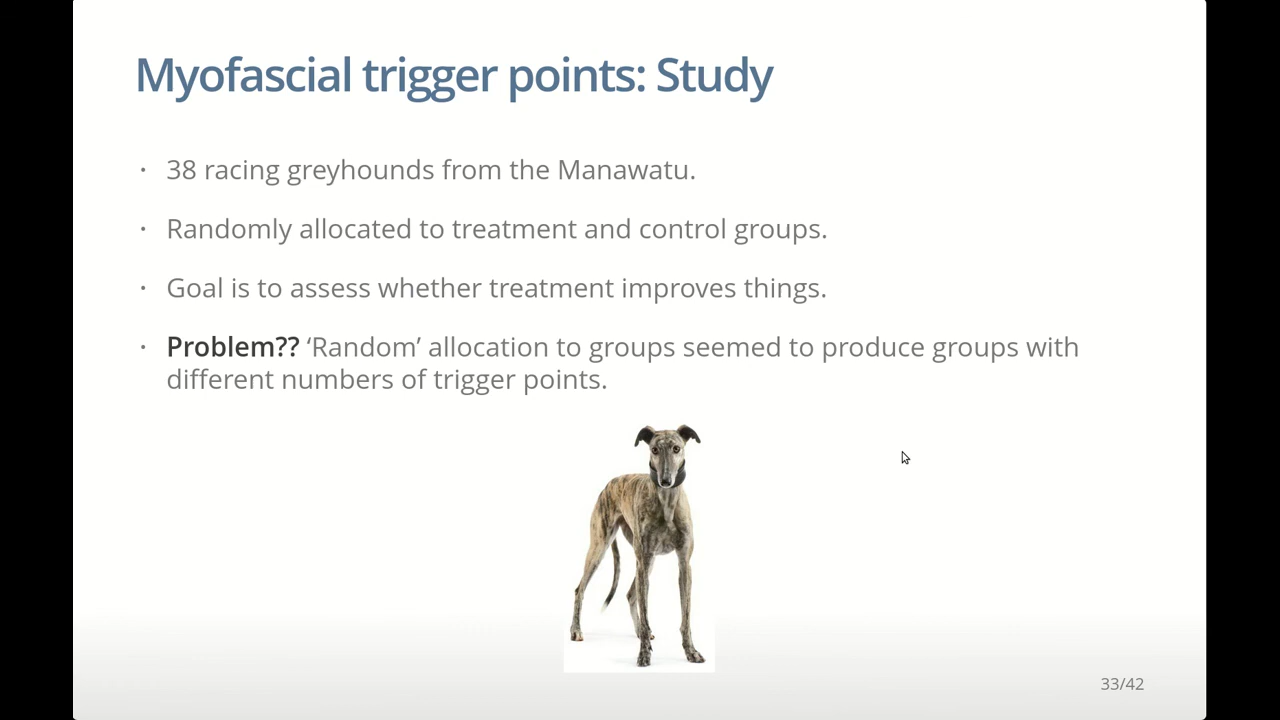 Myofascial trigger points: Study
· 38 racing greyhounds from the Manawatu.
· Randomly allocated to treatment and control groups.
· Goal is to assess whether treatment improves things.
· Problem?? ‘Random’ allocation to groups seemed to produce groups with
different numbers of trigger points.
33/42